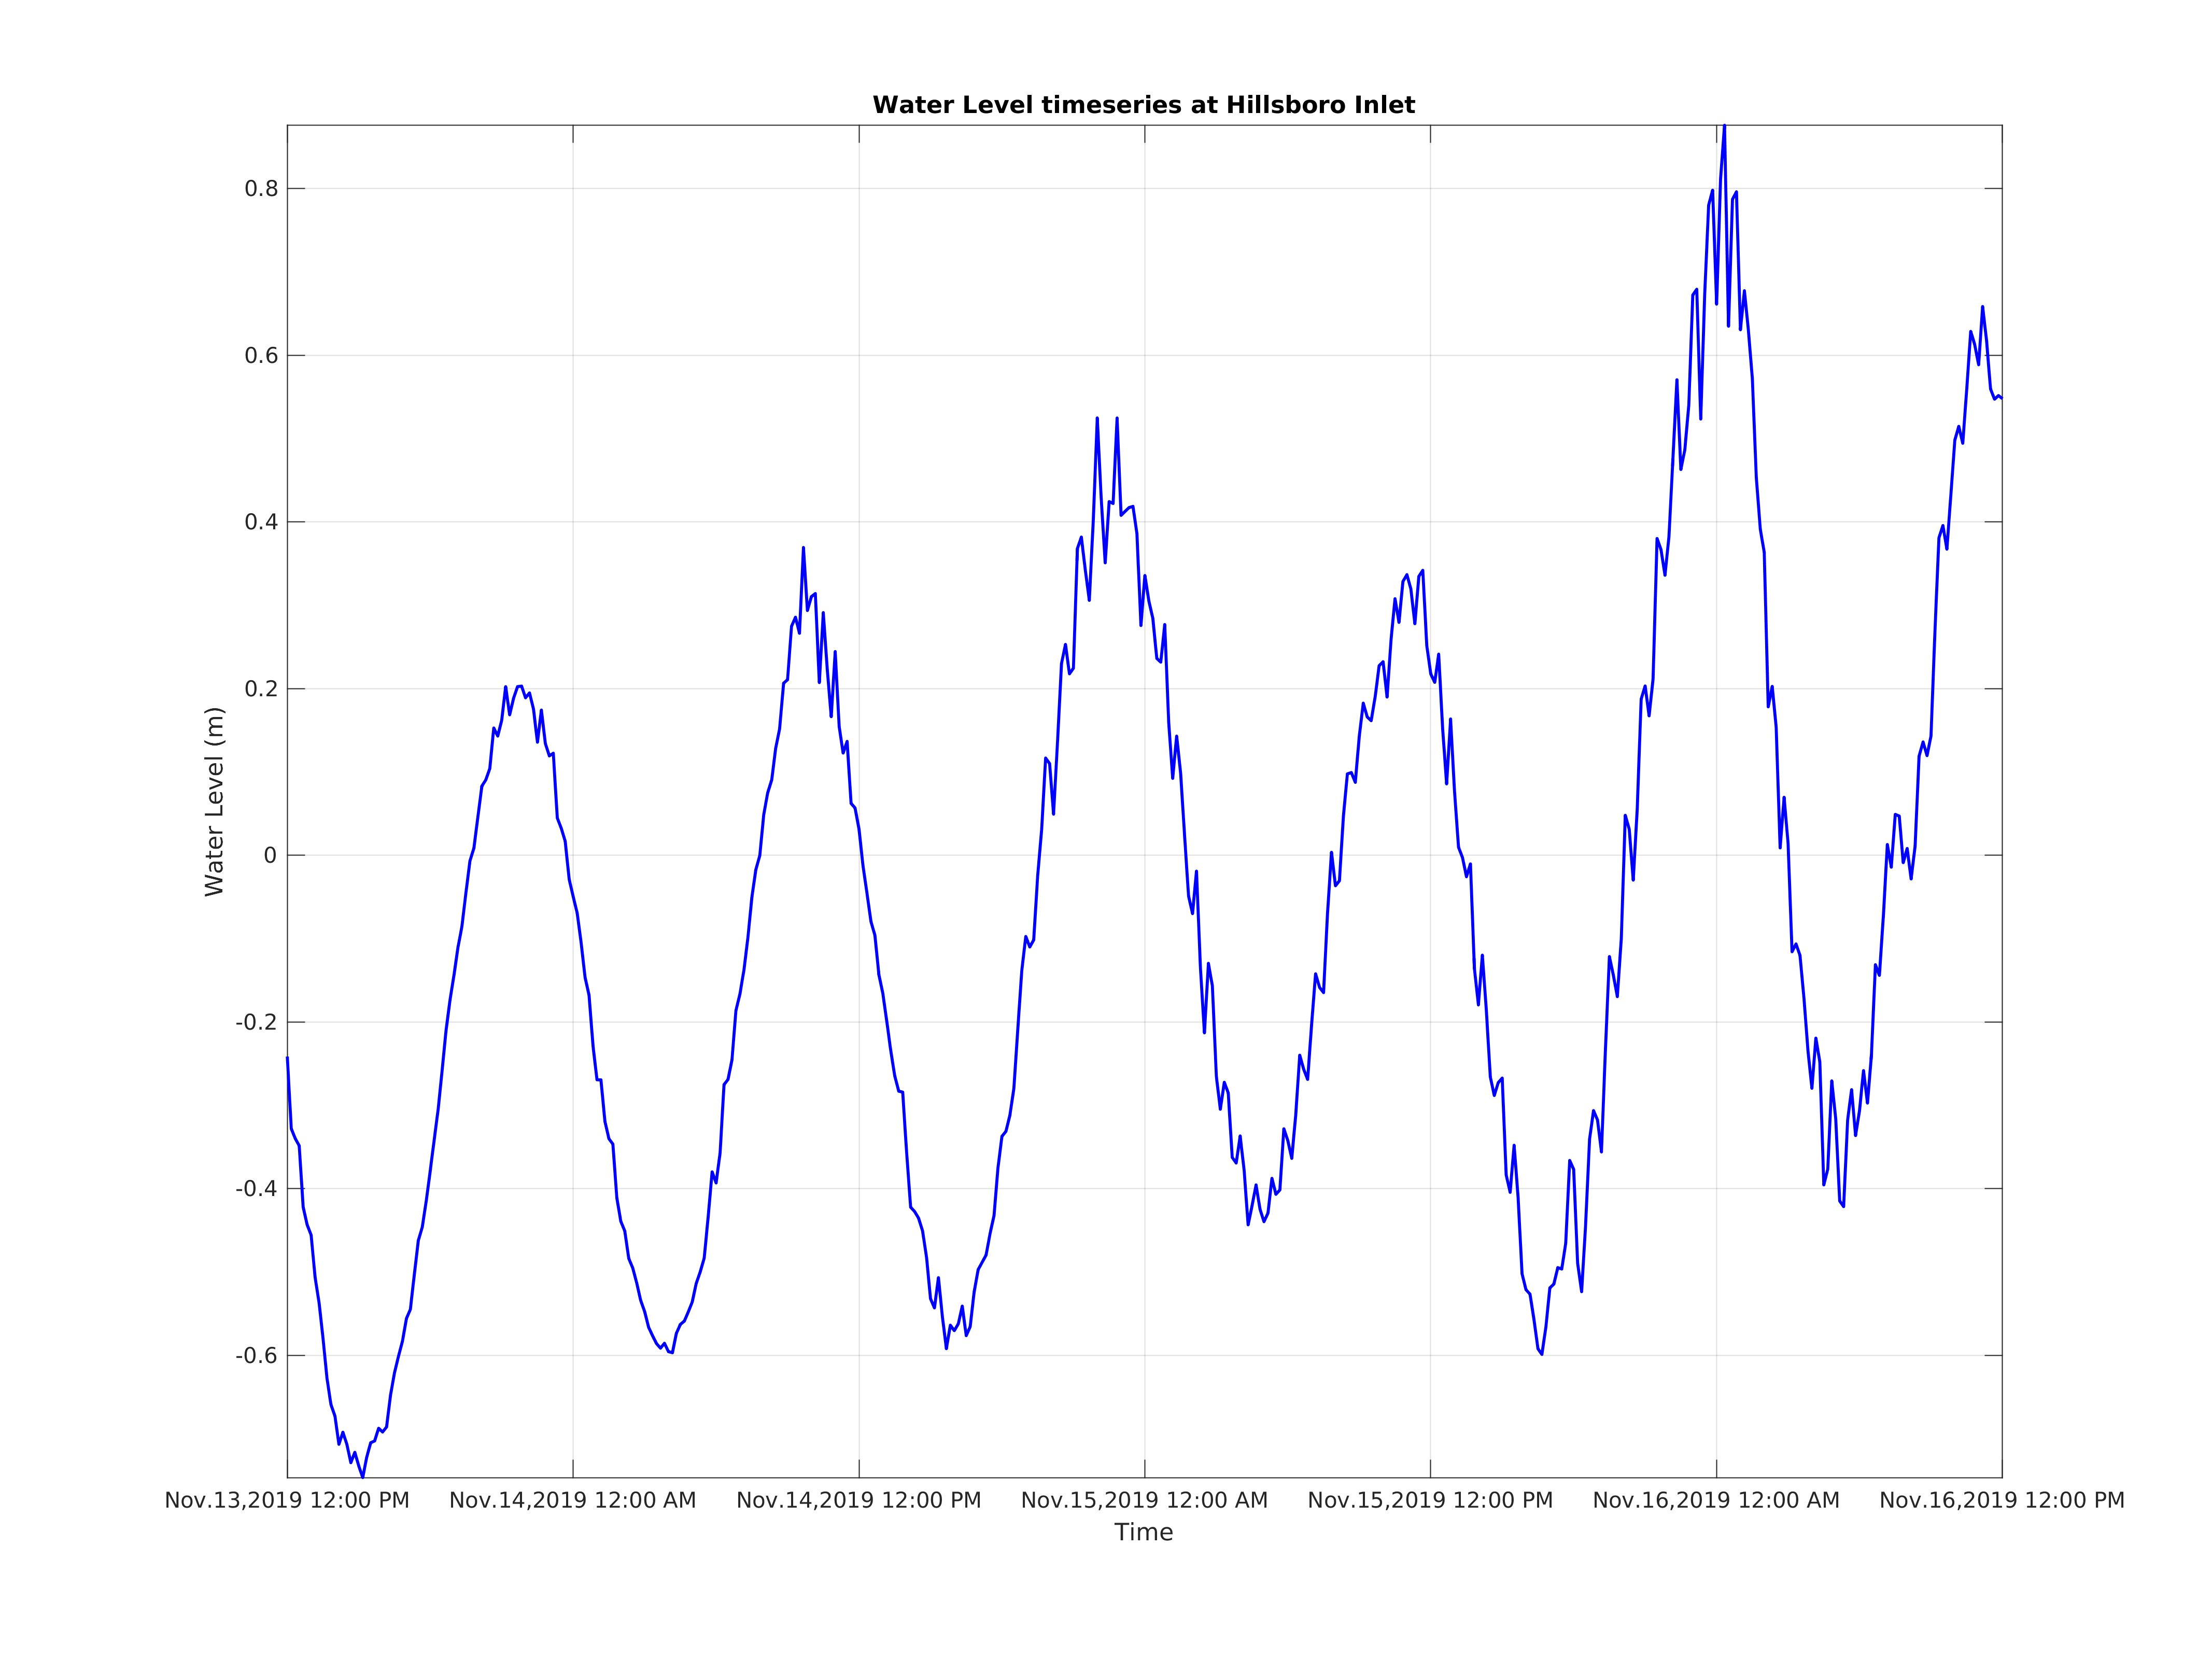 Water Level timeseries at Hillsboro Inlet
0.8
0.6
0.4
0.2
0
-0.2
-0.4
-0.6
Water Level (m)
Nov.13,2019 12:00 PM
Nov.14,2019 12:00 AM
Nov.14,2019 12:00 PM
Nov.15,2019 12:00 AM
Nov.15,2019 12:00 PM
Nov.16,2019 12:00 AM
Nov.16,2019 12:00 PM
Time